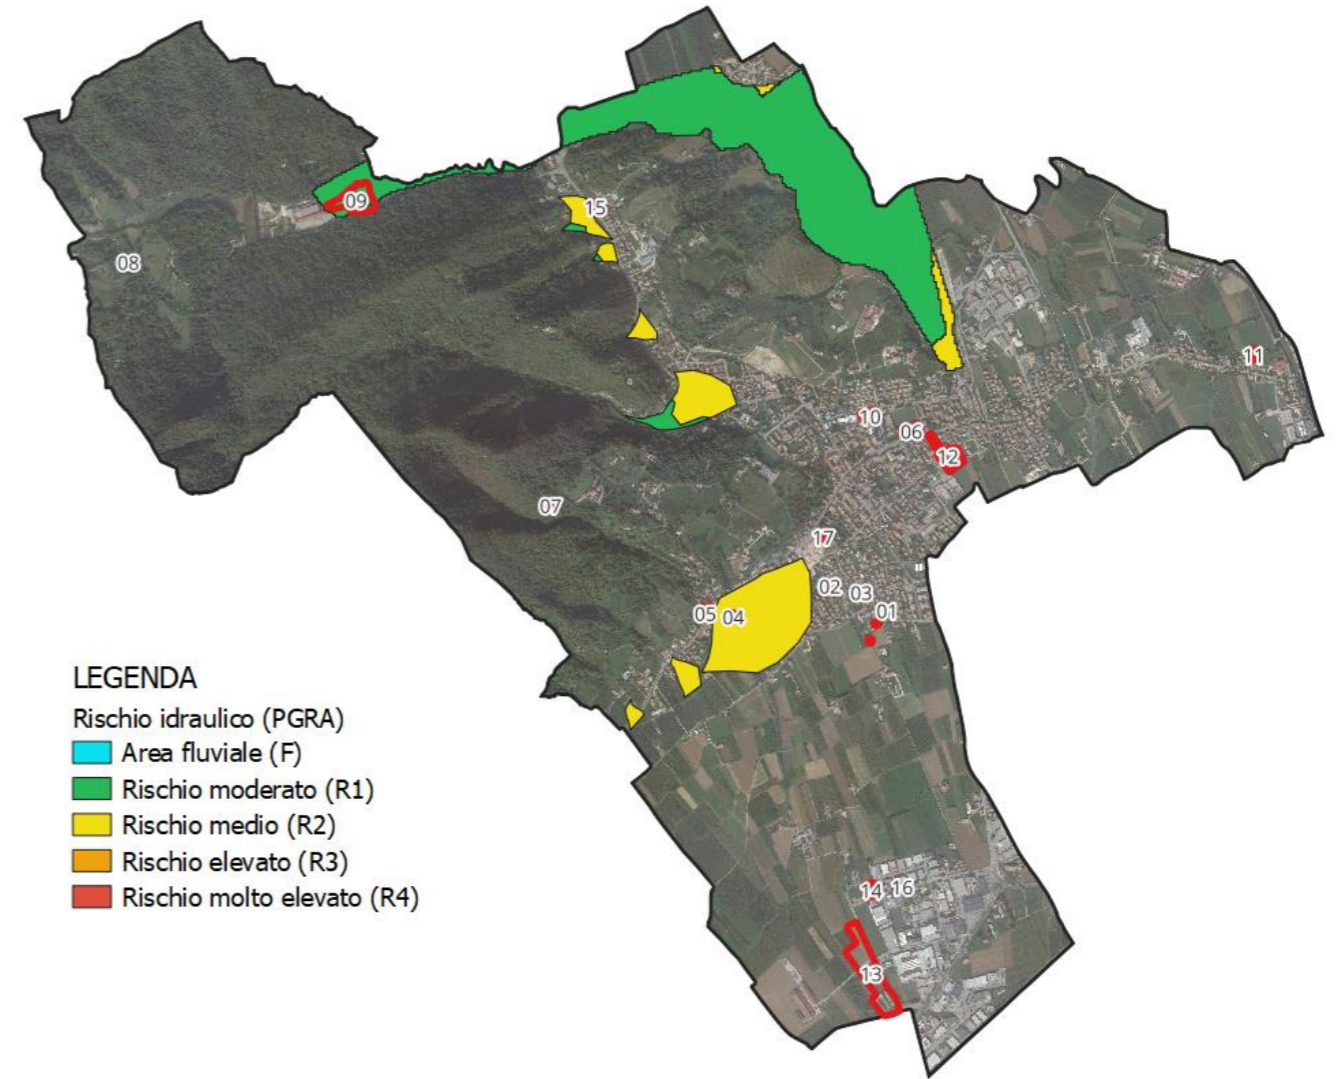 15
09
08
11
10
06
12
07
17
02
03
05
04
01
14
16
13
LEGENDA
Rischio idraulico (PGRA)
Area fluviale (F)
Rischio moderato (R1)
Rischio medio (R2)
Rischio elevato (R3)
Rischio molto elevato (R4)